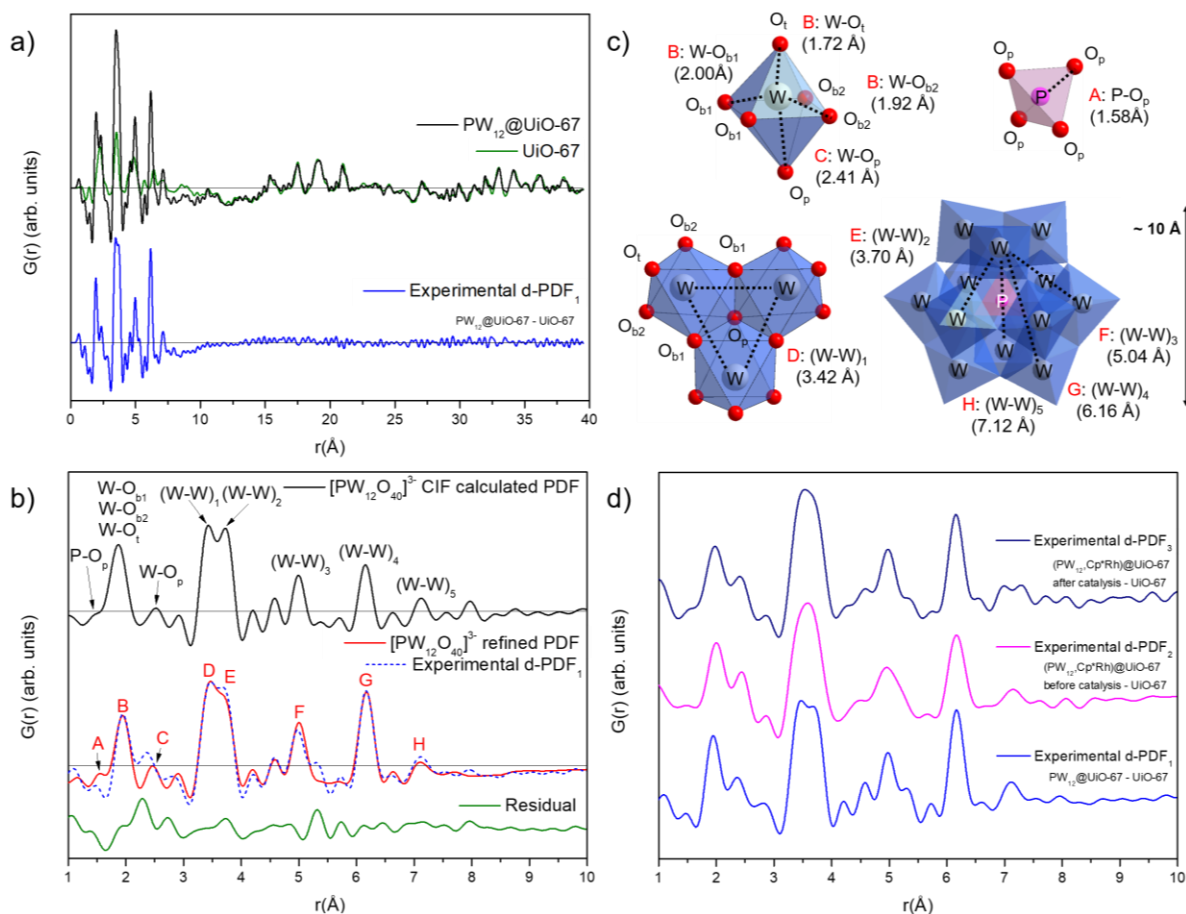 a)
G(r) (arb. units)
PW12@UiO-67
UiO-67
Experimental d-PDF1
PW12@UiO-67 - UiO-67
0 5 10 15 20 25 30 35 40
r(Å)
c)
Ot
B: W-Ot
(1.72 Å)
B: W-Ob1
(2.00Å)
B: W-Ob2
(1.92 Å)
W
Ob1
Ob1
Ob2
Ob2
C: W-Op
(2.41 Å)
Op
Op
Op
P
A: P-Op
(1.58Å)
Op
Op
Ob2
Ot
Ob1
Ob2
Ob1
Op
W
W
W
D: (W-W)1
(3.42 Å)
E: (W-W)2
(3.70 Å)
W
W
W
W
W
W
P
W
W
W
W
W
~ 10 Å
F: (W-W)3
(5.04 Å)
G: (W-W)4
(6.16 Å)
H: (W-W)5
(7.12 Å)
b)
G(r) (arb. units)
W-Ob1
W-Ob2
W-Ot
P-Op
W-Op
(W-W)1
(W-W)2
(W-W)3
(W-W)4
(W-W)5
[PW12O40]3- CIF calculated PDF
[PW12O40]3- refined PDF
Experimental d-PDF1
A
B
C
D
E
F
G
H
Residual
1 2 3 4 5 6 7 8 9 10
r(Å)
d)
G(r) (arb. units)
Experimental d-PDF3
(PW12,Cp*Rh)@UiO-67
after catalysis - UiO-67
Experimental d-PDF2
(PW12,Cp*Rh)@UiO-67
before catalysis - UiO-67
Experimental d-PDF1
PW12@UiO-67 - UiO-67
1 2 3 4 5 6 7 8 9 10
r(Å)